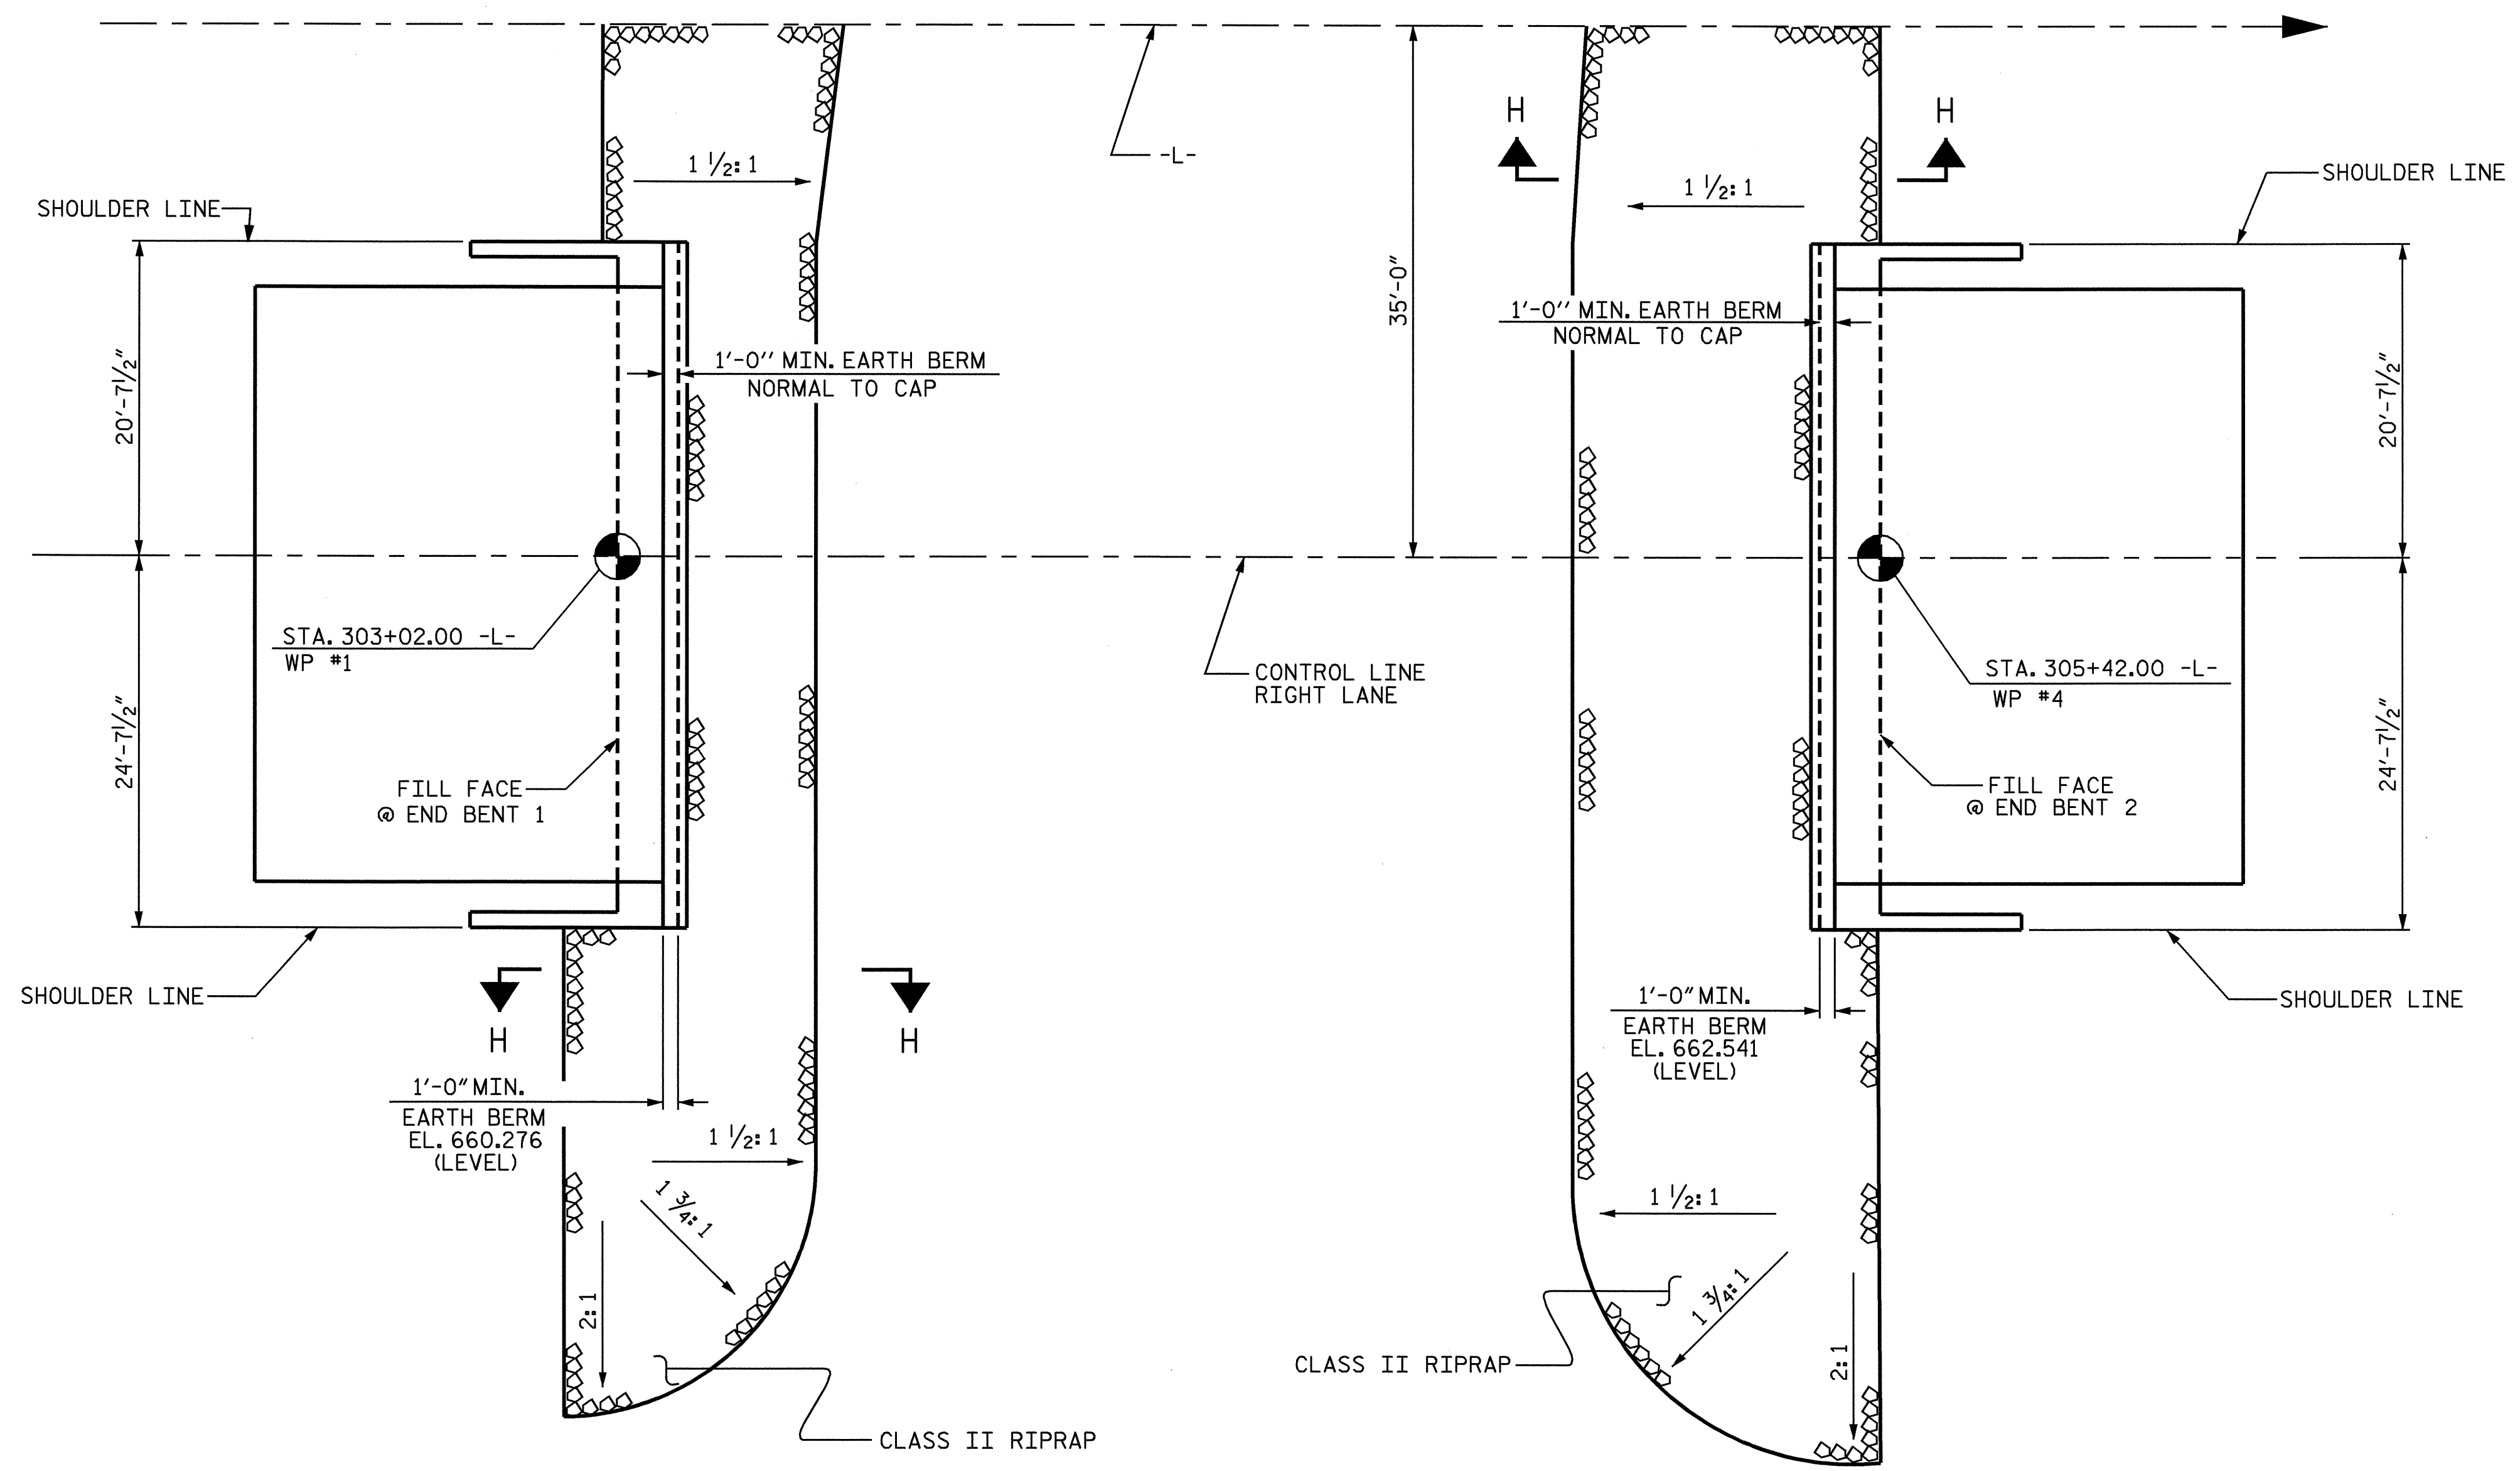 -L-
H
H
SHOULDER LINE
1 1/2:1
1 1/2:1
SHOULDER LINE
35'-0"
1'-0" MIN. EARTH BERM
NORMAL TO CAP
1'-0" MIN. EARTH BERM
NORMAL TO CAP
20'-7 1/2"
20'-7 1/2"
STA. 303+02.00 -L-
WP #1
CONTROL LINE
RIGHT LANE
STA. 305+42.00 -L-
WP #4
24'-7 1/2"
24'-7 1/2"
FILL FACE
@ END BENT 1
FILL FACE
@ END BENT 2
SHOULDER LINE
SHOULDER LINE
H
H
1'-0" MIN.
EARTH BERM
EL. 662.541
(LEVEL)
1'-0" MIN.
EARTH BERM
EL. 660.276
(LEVEL)
1 1/2:1
1 3/4:1
2:1
1 1/2:1
1 3/4:1
2:1
CLASS II RIPRAP
CLASS II RIPRAP